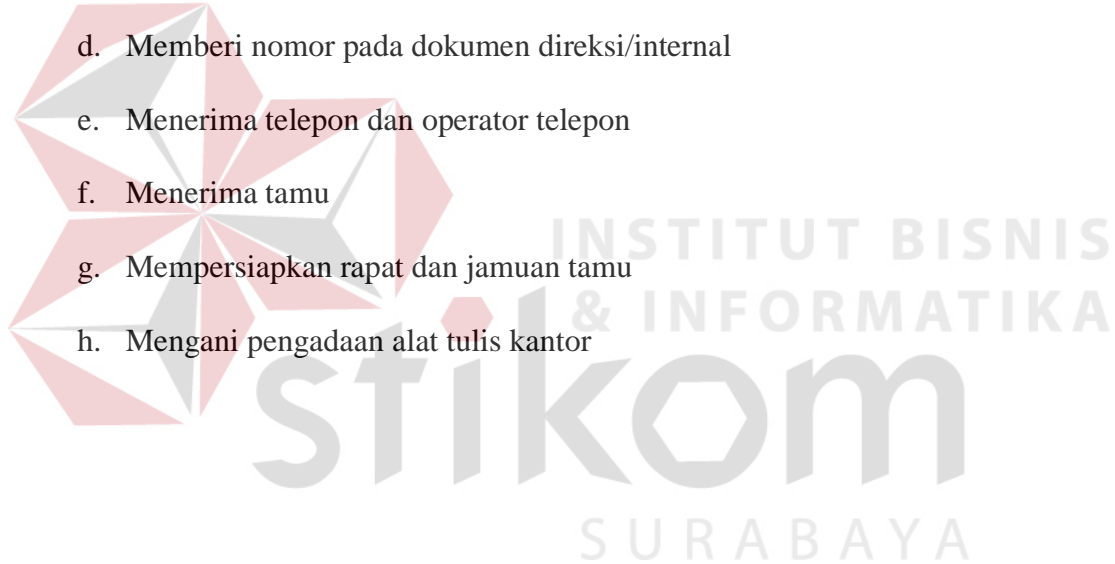 d. Memberi nomor pada dokumen direksi/internal
e. Menerima telepon dan operator telepon
f. Menerima tamu
INSTITUT BISNIS
g. Mempersiapkan rapat dan jamuan tamu
& INFORMATIKA
h. Mengani pengadaan alat tulis kantor
stikom
SURABAYA